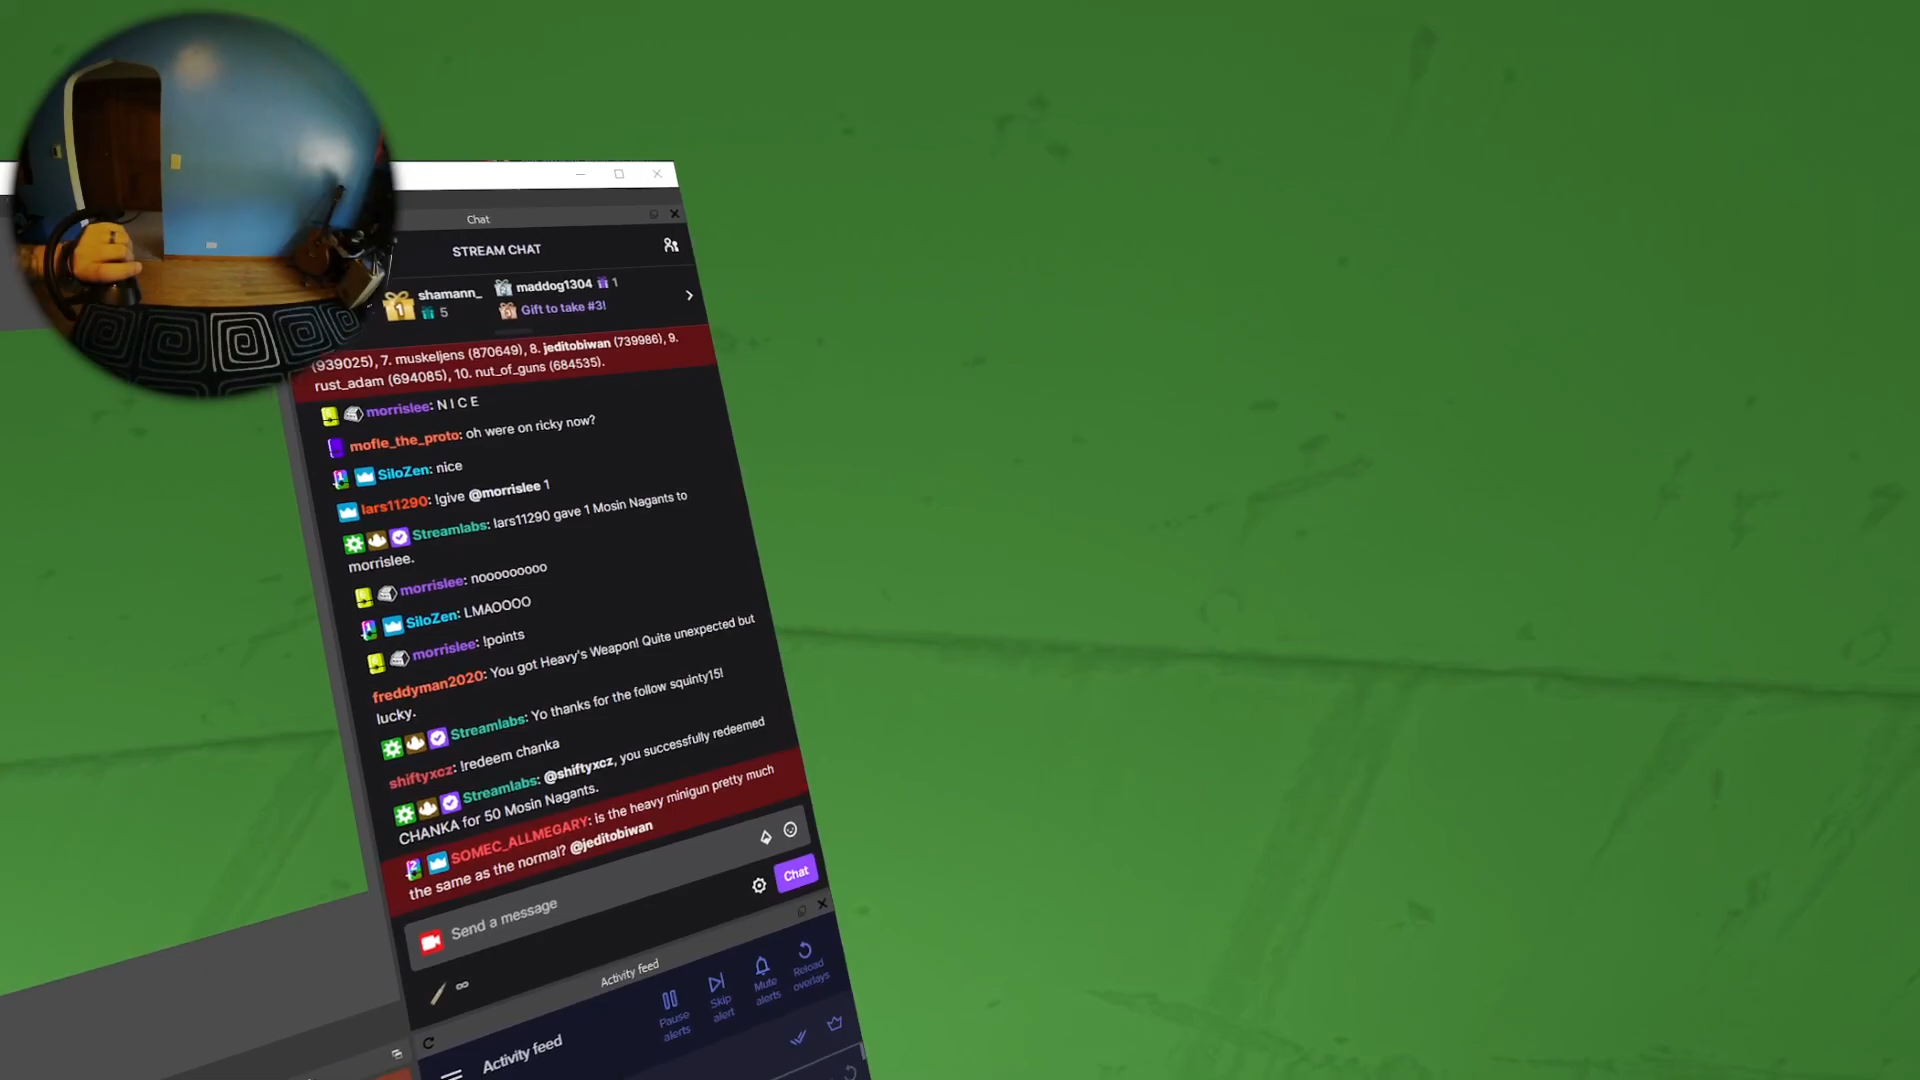 Chat
STREAM CHAT
1
shamann_
5
2
maddog1304 1
3
Gift to take #3!
(939025), 7. muskeljens (870649), 8. jeditobiwan (739986), 9.
rust_adam (694085), 10. nut_of_guns (684535).
morrislee: N I C E
mofle_the_proto: oh were on ricky now?
SiloZen: nice
lars11290: !give @morrislee 1
Streamlabs: lars11290 gave 1 Mosin Nagants to
morrislee.
morrislee: nooooooooo
SiloZen: LMAOOOO
morrislee: !points
freddyman2020: You got Heavy's Weapon! Quite unexpected but
lucky.
Streamlabs: Yo thanks for the follow squinty15!
shiftyxcz: !redeem chanka
Streamlabs: @shiftyxcz, you successfully redeemed
CHANKA for 50 Mosin Nagants.
SOMEC_ALLMEGARY: is the heavy minigun pretty much
the same as the normal? @jeditobiwan
Send a message
Chat
∞
Activity feed
Activity feed
Pause
alerts
Skip
alert
Mute
alerts
Reload
overlays